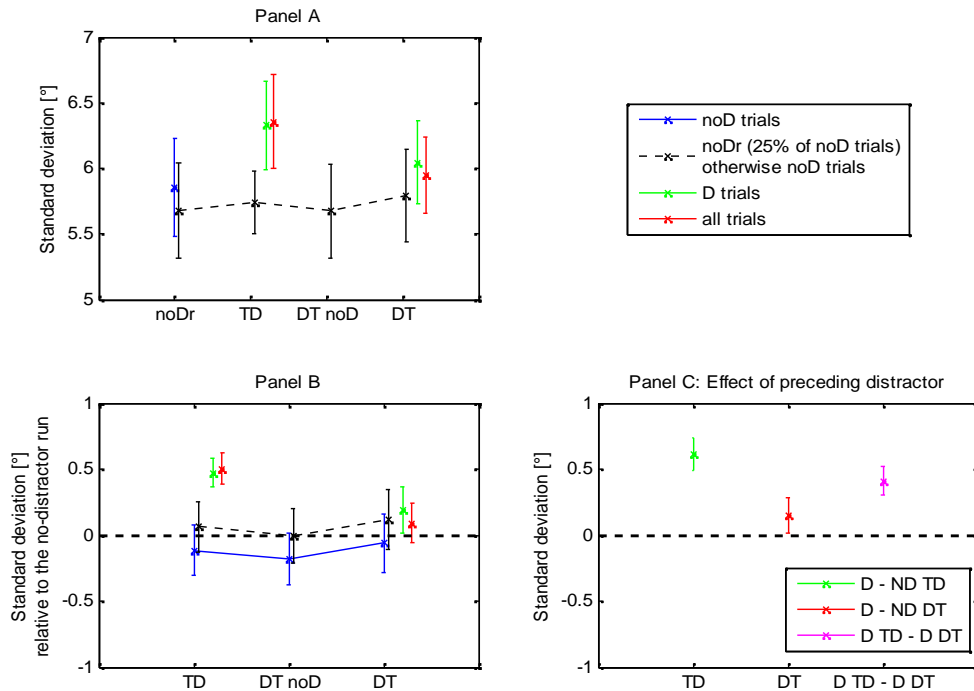 Panel A
7
6.5
6
5.5
5
Standard deviation [°]
noDr TD DT noD DT
noD trials
noDr (25% of noD trials)
otherwise noD trials
D trials
all trials
Panel B
1
0.5
0
-0.5
-1
Standard deviation [°]
relative to the no-distractor run
TD DT noD DT
Panel C: Effect of preceding distractor
1
0.5
0
-0.5
-1
Standard deviation [°]
TD DT D TD - D DT
D - ND TD
D - ND DT
D TD - D DT